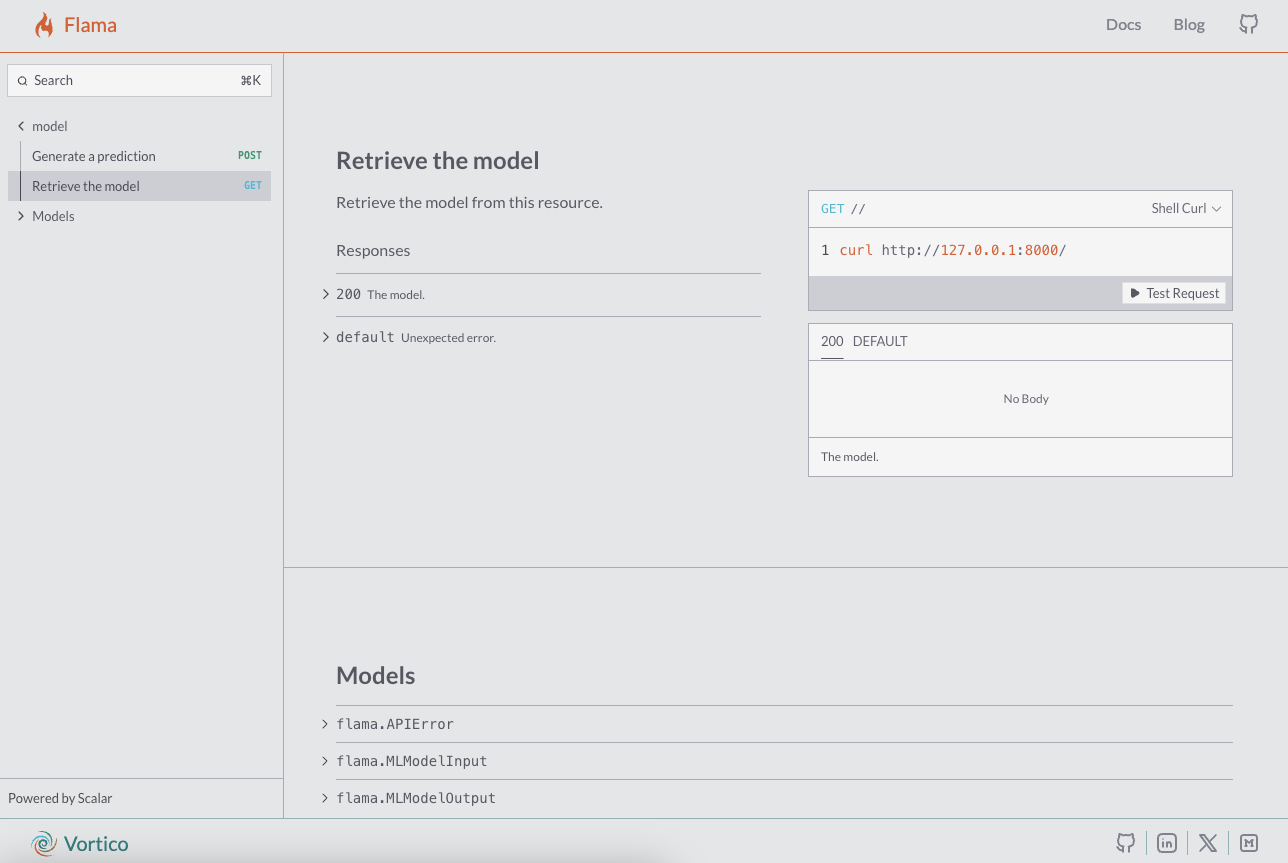 Flama
Docs
Blog
Search
⌘K
model
Generate a prediction
POST
Retrieve the model
GET
Models
Powered by Scalar
Retrieve the model
Retrieve the model from this resource.
Responses
200 The model.
default Unexpected error.
GET //
Shell Curl
1 curl http://127.0.0.1:8000/
Test Request
200 DEFAULT
No Body
The model.
Models
flama.APIError
flama.MLModelInput
flama.MLModelOutput
Vortico